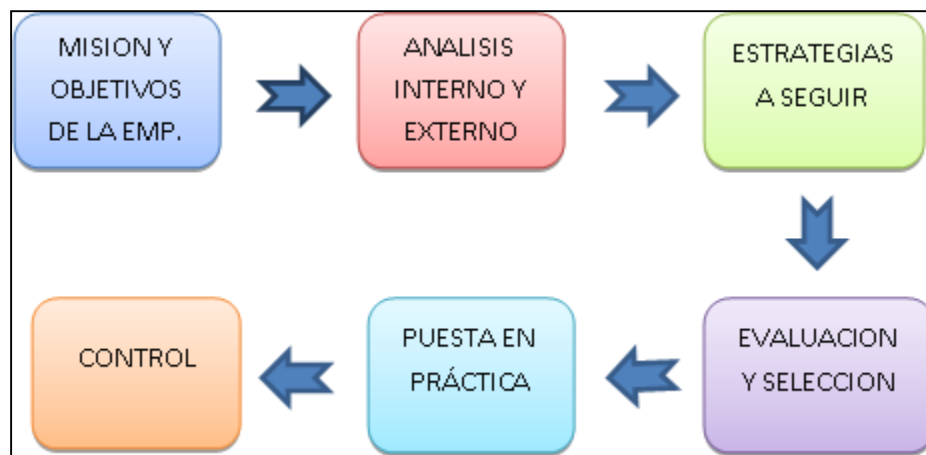 MISION Y
OBJETIVOS
DE LA EMP.
ANALISIS
INTERNO Y
EXTERNO
ESTRATEGIAS
A SEGUIR
EVALUACION
Y SELECCION
PUESTA EN
PRÁCTICA
CONTROL